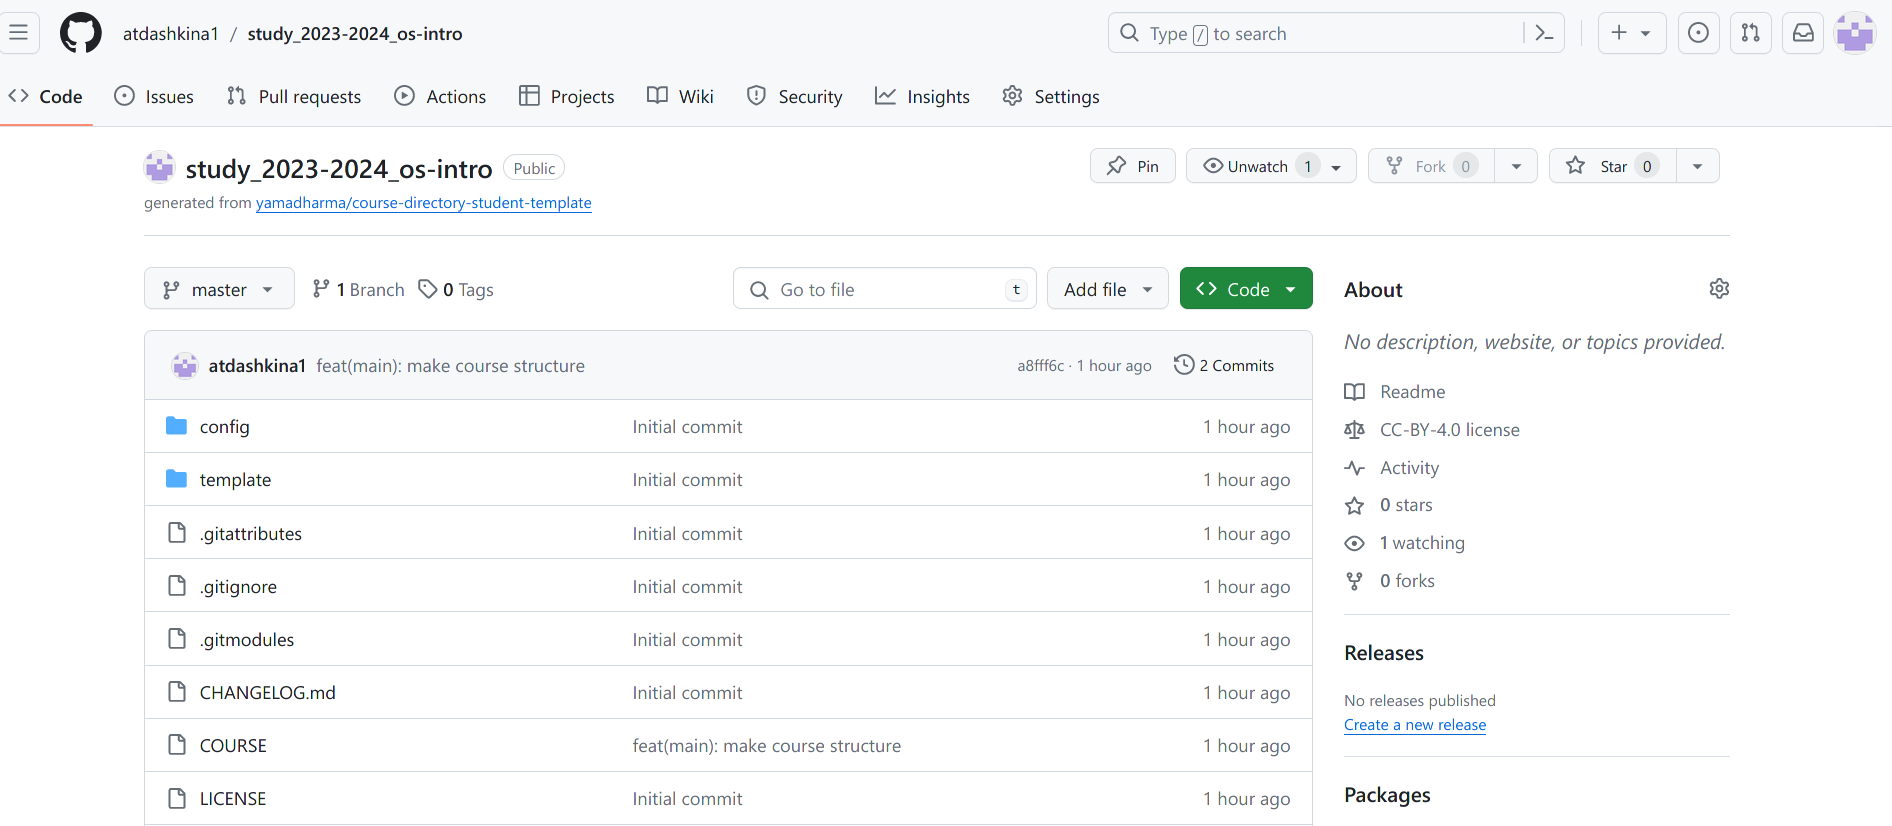 atdashkina1 / study_2023-2024_os-intro
Type / to search
Code Issues Pull requests Actions Projects Wiki Security Insights Settings
study_2023-2024_os-intro Public
Pin Unwatch 1 Fork 0 Star 0
generated from yamadharma/course-directory-student-template
master 1 Branch 0 Tags Go to file t Add file Code
atdashkina1 feat(main): make course structure a8fff6c · 1 hour ago 2 Commits
config Initial commit 1 hour ago
template Initial commit 1 hour ago
.gitattributes Initial commit 1 hour ago
.gitignore Initial commit 1 hour ago
.gitmodules Initial commit 1 hour ago
CHANGELOG.md Initial commit 1 hour ago
COURSE feat(main): make course structure 1 hour ago
LICENSE Initial commit 1 hour ago
About
No description, website, or topics provided.
Readme
CC-BY-4.0 license
Activity
0 stars
1 watching
0 forks
Releases
No releases published
Create a new release
Packages